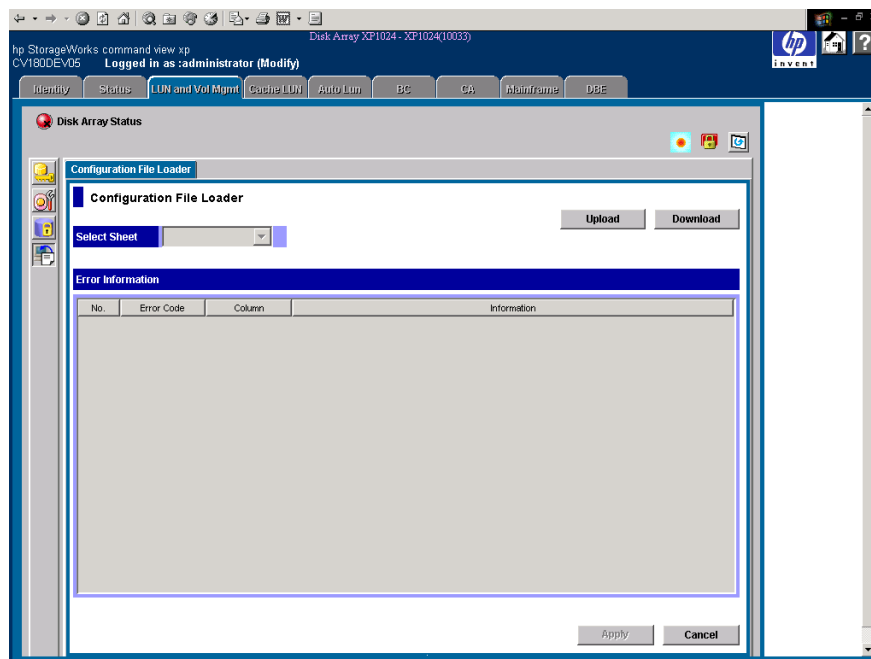 Disk Array XP1024 - XP1024(10033)
hp StorageWorks command view xp
CV180DEV05 Logged in as :administrator (Modify)
hp
invent
?
Identity Status LUN and Vol Mgmt Cache LUN Auto Lun BC CA Mainframe DBE
Disk Array Status
Configuration File Loader
Configuration File Loader
Upload Download
Select Sheet
Error Information
No. Error Code Column Information
Apply Cancel